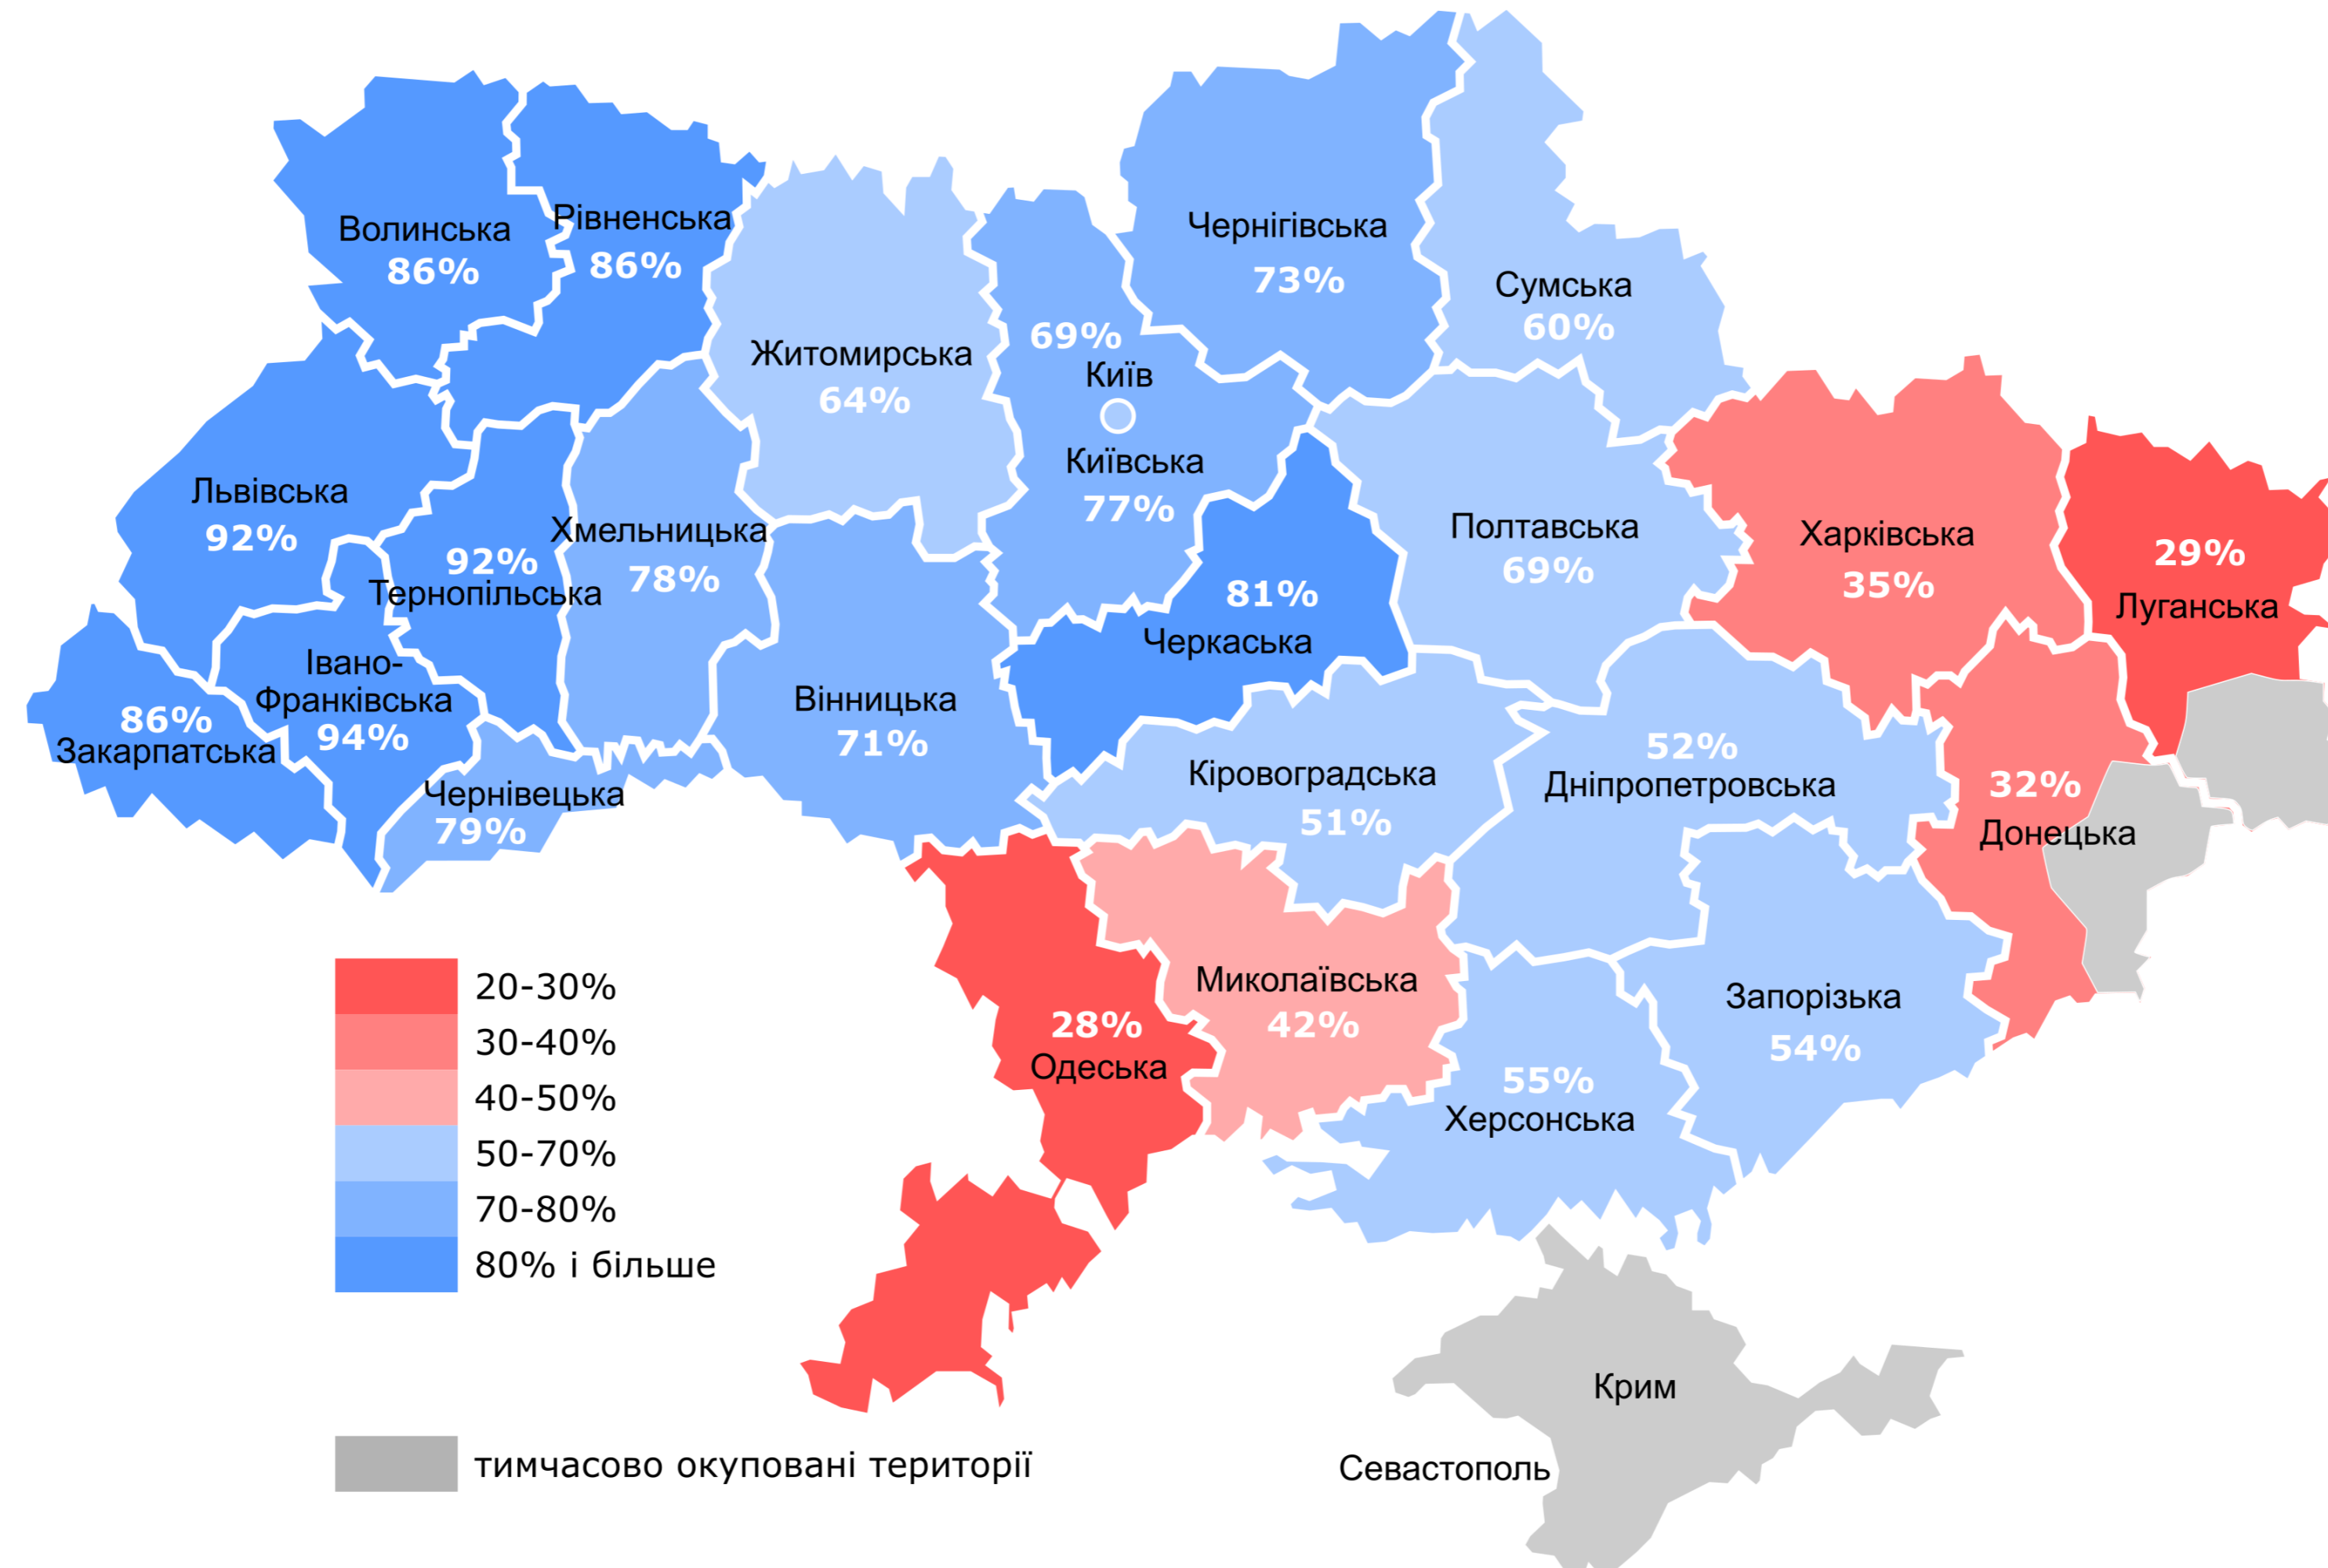 Волинська
86%
Рівненська
86%
Житомирська
64%
69%
Київ
Київська
77%
Чернігівська
73%
Сумська
60%
Львівська
92%
92%
Тернопільська
Хмельницька
78%
Івано-
Франківська
94%
86%
Закарпатська
Чернівецька
79%
Вінницька
71%
81%
Черкаська
Полтавська
69%
Харківська
35%
29%
Луганська
Кіровоградська
51%
52%
Дніпропетровська
32%
Донецька
28%
Одеська
Миколаївська
42%
55%
Херсонська
Запорізька
54%
Крим
Севастополь
20-30%
30-40%
40-50%
50-70%
70-80%
80% і більше
тимчасово окуповані території